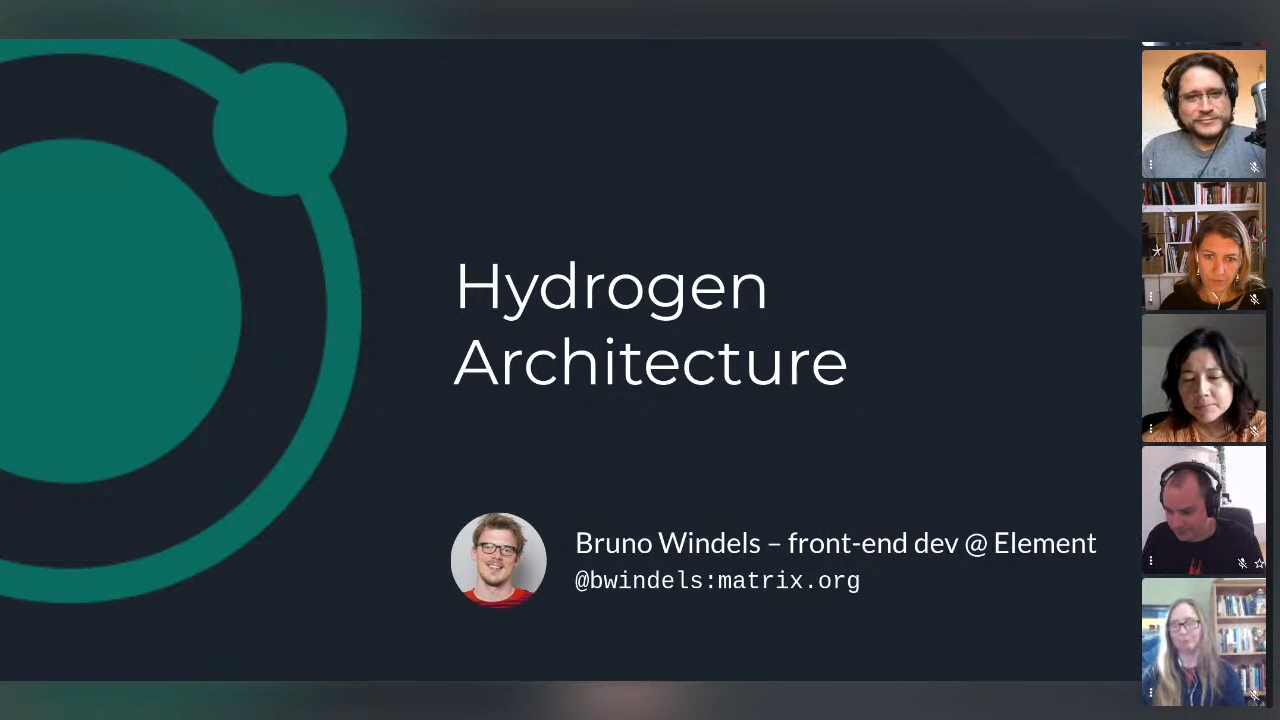 Hydrogen
Architecture
Bruno Windels – front-end dev @ Element
@bwindels:matrix.org